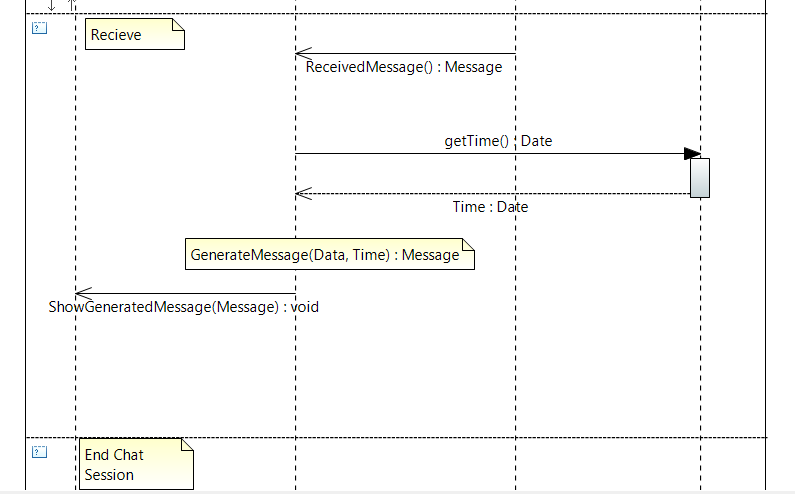 ?
Recieve
ReceivedMessage() : Message
getTime() : Date
Time : Date
GenerateMessage(Data, Time) : Message
ShowGeneratedMessage(Message) : void
?
End Chat
Session